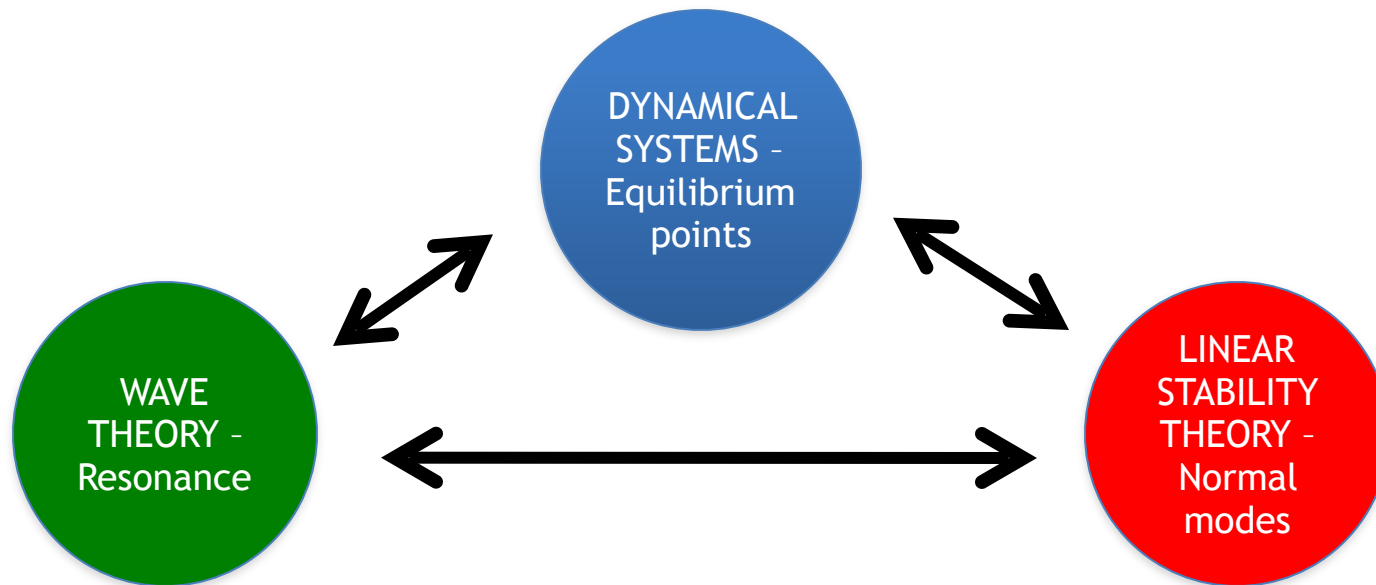 DYNAMICAL
SYSTEMS –
Equilibrium
points
WAVE
THEORY –
Resonance
LINEAR
STABILITY
THEORY –
Normal
modes